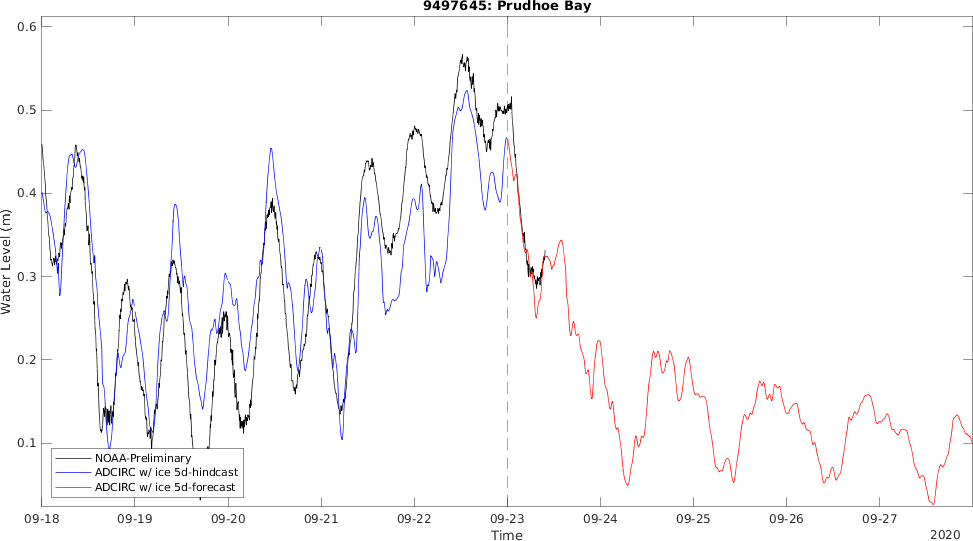 9497645: Prudhoe Bay
0.6
0.5
0.4
0.3
0.2
0.1
Water Level (m)
NOAA-Preliminary
ADCIRC w/ ice 5d-hindcast
ADCIRC w/ ice 5d-forecast
09-18 09-19 09-20 09-21 09-22 09-23 09-24 09-25 09-26 09-27
Time
2020